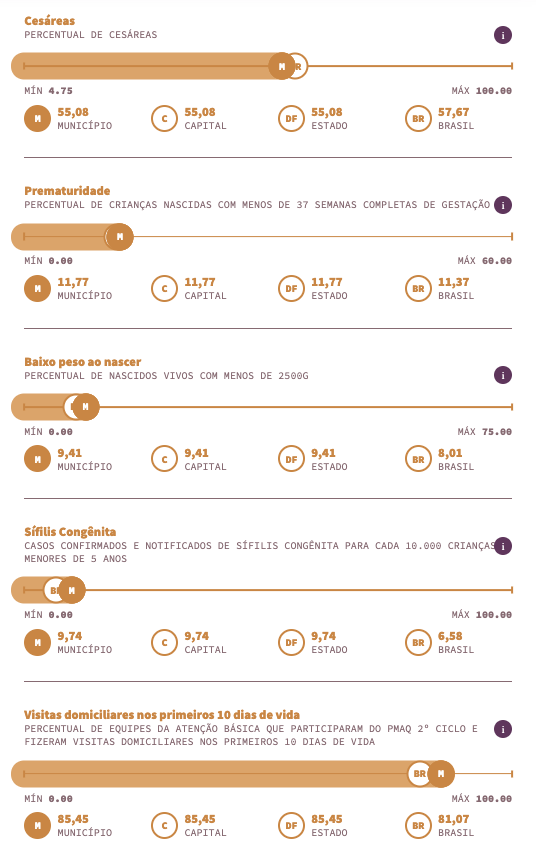 Cesáreas
PERCENTUAL DE CESÁREAS
i
M R
MÍN 4.75 MÁX 100.00
M 55,08 C 55,08 DF 55,08 BR 57,67
MUNICÍPIO CAPITAL ESTADO BRASIL
Prematuridade
PERCENTUAL DE CRIANÇAS NASCIDAS COM MENOS DE 37 SEMANAS COMPLETAS DE GESTAÇÃO i
M
MÍN 0.00 MÁX 60.00
M 11,77 C 11,77 DF 11,77 BR 11,37
MUNICÍPIO CAPITAL ESTADO BRASIL
Baixo peso ao nascer
PERCENTUAL DE NASCIDOS VIVOS COM MENOS DE 2500G i
M
MÍN 0.00 MÁX 75.00
M 9,41 C 9,41 DF 9,41 BR 8,01
MUNICÍPIO CAPITAL ESTADO BRASIL
Sífilis Congênita
CASOS CONFIRMADOS E NOTIFICADOS DE SÍFILIS CONGÊNITA PARA CADA 10.000 CRIANÇAS i
MENORES DE 5 ANOS
B M
MÍN 0.00 MÁX 100.00
M 9,74 C 9,74 DF 9,74 BR 6,58
MUNICÍPIO CAPITAL ESTADO BRASIL
Visitas domiciliares nos primeiros 10 dias de vida
PERCENTUAL DE EQUIPES DA ATENÇÃO BÁSICA QUE PARTICIPARAM DO PMAQ 2º CICLO E i
FIZERAM VISITAS DOMICILIARES NOS PRIMEIROS 10 DIAS DE VIDA
BR M
MÍN 0.00 MÁX 100.00
M 85,45 C 85,45 DF 85,45 BR 81,07
MUNICÍPIO CAPITAL ESTADO BRASIL